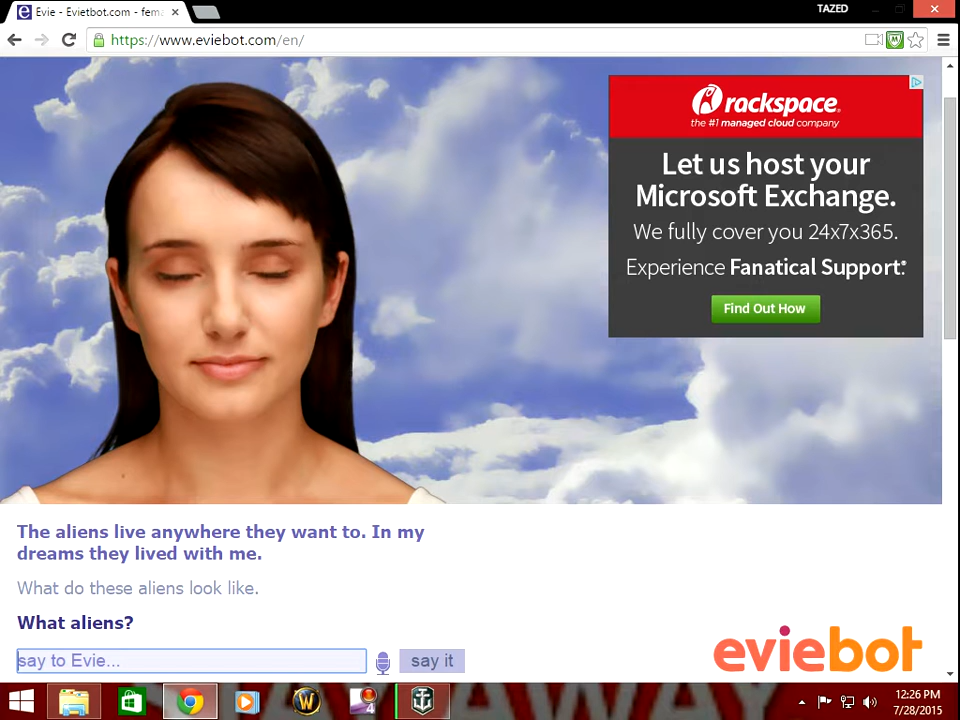 Evie - Eviebot.com - fema
TAZED
https://www.eviebot.com/en/
rackspace®
the #1 managed cloud company
Let us host your
Microsoft Exchange.
We fully cover you 24x7x365.
Experience Fanatical Support®.
Find Out How
The aliens live anywhere they want to. In my
dreams they lived with me.
What do these aliens look like.
What aliens?
say to Evie...
say it
eviebot
4
12:26 PM
7/28/2015